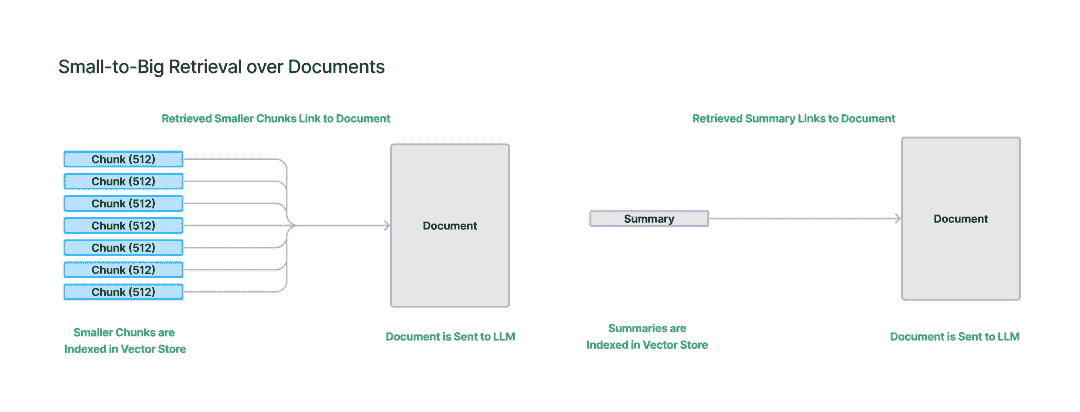 Small-to-Big Retrieval over Documents
Retrieved Smaller Chunks Link to Document
Chunk (512)
Chunk (512)
Chunk (512)
Chunk (512)
Chunk (512)
Chunk (512)
Chunk (512)
Document
Smaller Chunks are
Indexed in Vector Store
Document is Sent to LLM
Retrieved Summary Links to Document
Summary
Document
Summaries are
Indexed in Vector Store
Document is Sent to LLM